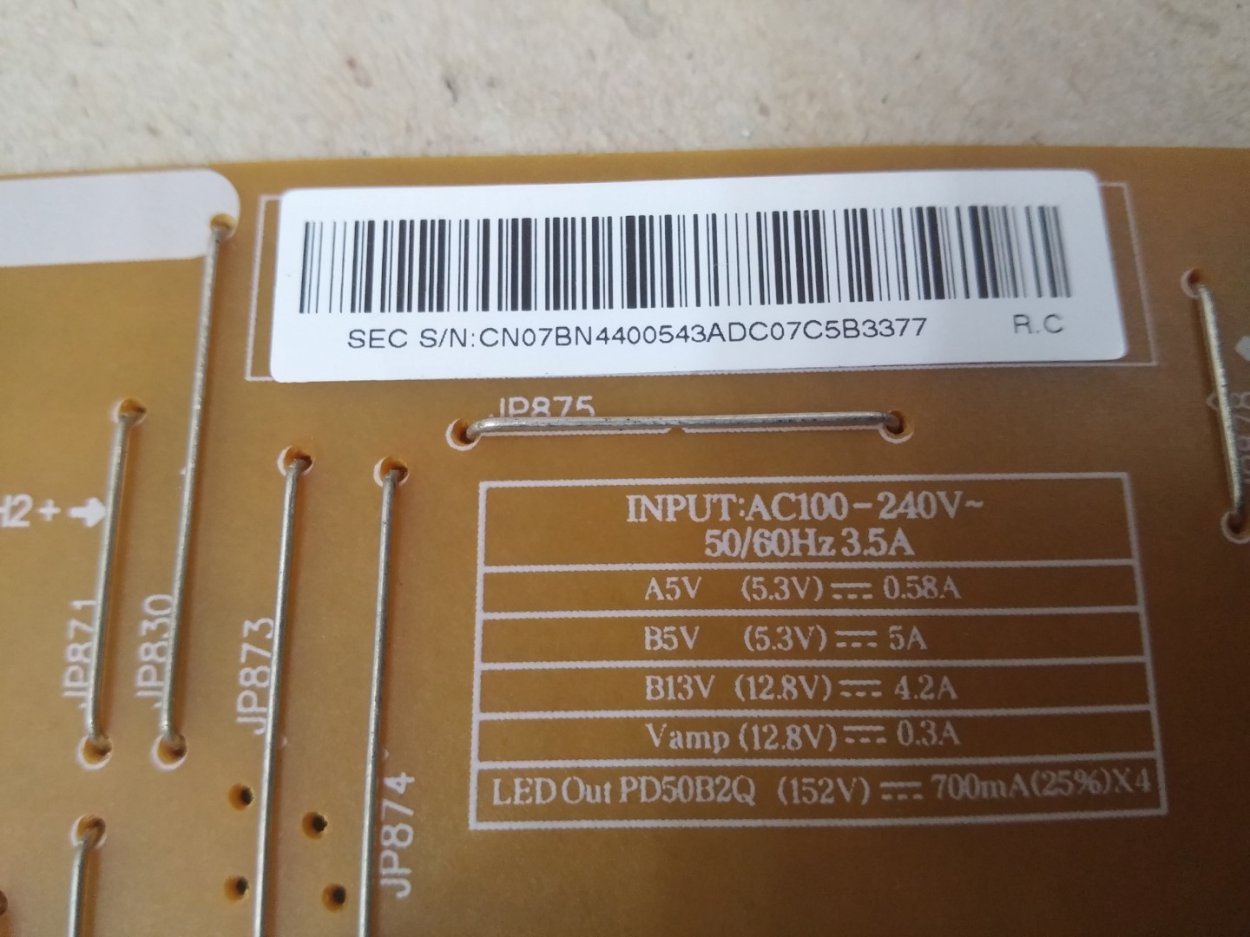 SEC S/N:CN07BN4400543ADC07C5B3377 R.C
JP875
H2+
INPUT:AC100-240V~
50/60Hz 3.5A
A5V (5.3V) ⎓ 0.58A
B5V (5.3V) ⎓ 5A
B13V (12.8V) ⎓ 4.2A
Vamp (12.8V) ⎓ 0.3A
LED Out PD50B2Q (152V) ⎓ 700mA(25%)X4
JP871
JP830
JP873
JP874